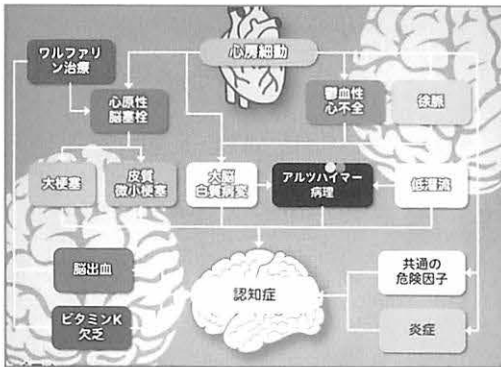 ワルファリ
ン治療
心房細動
心原性
脳塞栓
鬱血性
心不全
徐脈
大梗塞
皮質
微小梗塞
大脳
白質病変
アルツハイマー
病理
低灌流
脳出血
認知症
共通の
危険因子
ビタミンK
欠乏
炎症